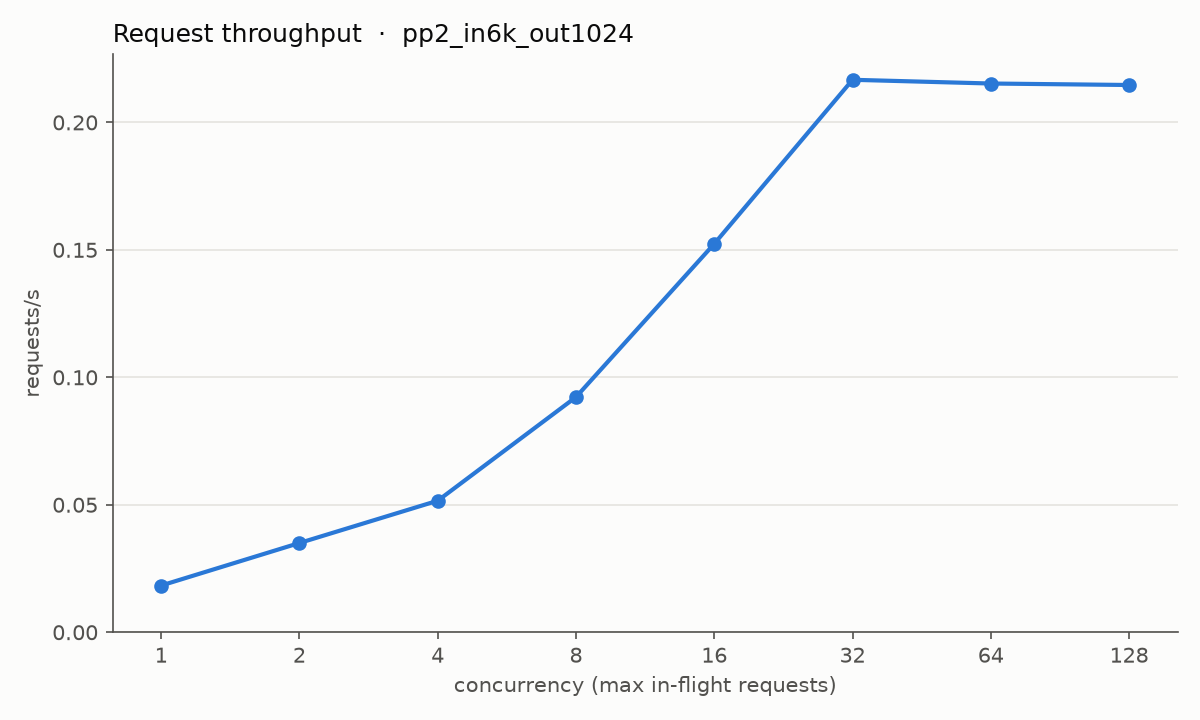 Request throughput · pp2_in6k_out1024
requests/s
0.20
0.15
0.10
0.05
0.00
1 2 4 8 16 32 64 128
concurrency (max in-flight requests)